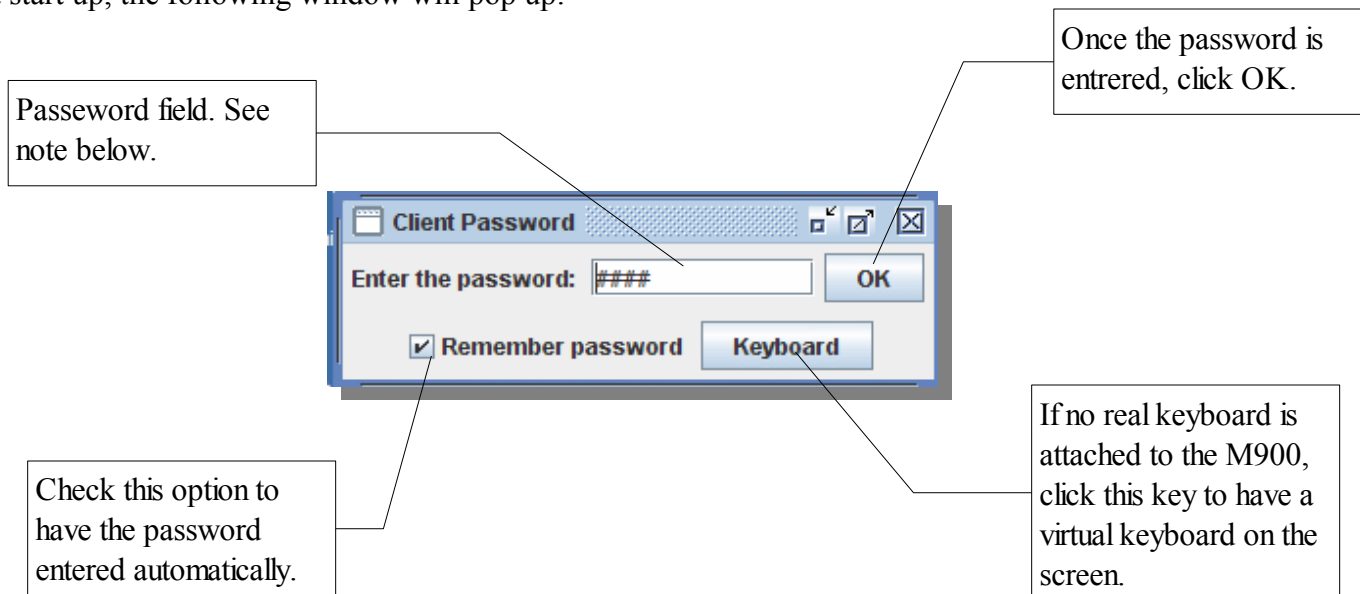 start up, the following window will pop up:
Once the password is
entrered, click OK.
Passeword field. See
note below.
Client Password
Enter the password: #### OK
Remember password Keyboard
If no real keyboard is
attached to the M900,
click this key to have a
virtual keyboard on the
screen.
Check this option to
have the password
entered automatically.